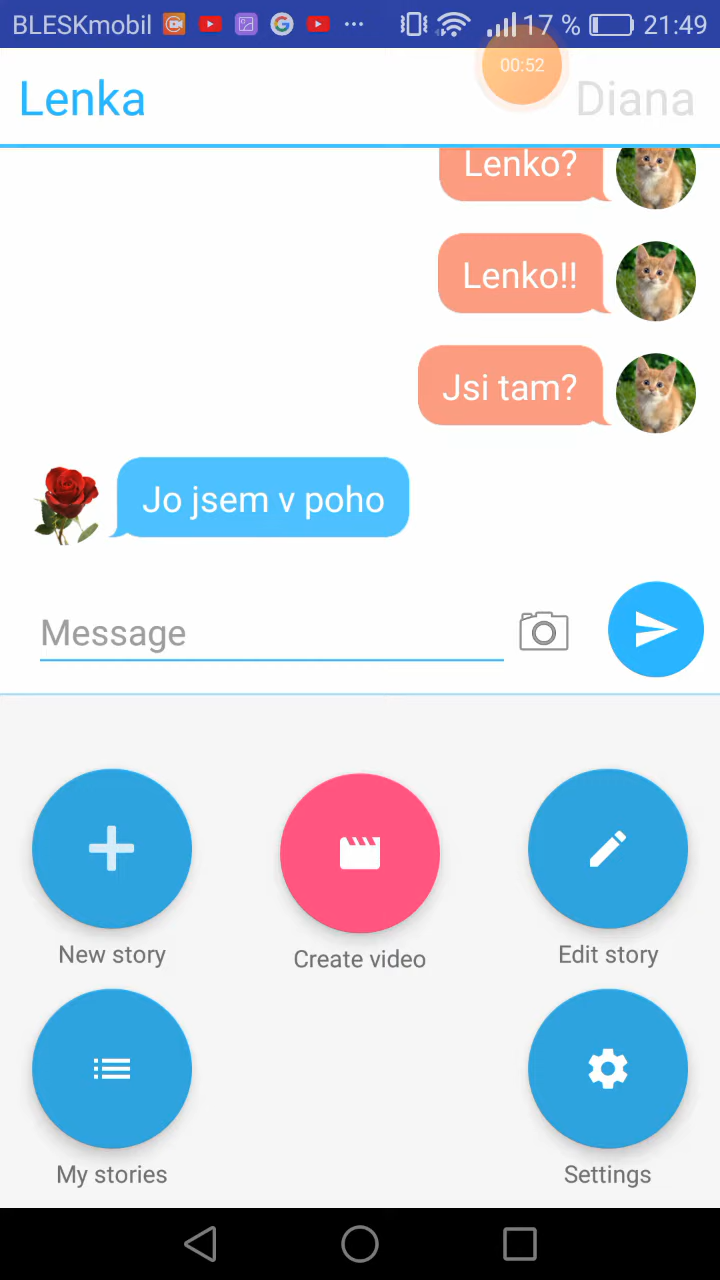 BLESKmobil 17 % 21:49
00:52
Lenka Diana
Lenko?
Lenko!!
Jsi tam?
Jo jsem v poho
Message
New story Create video Edit story
My stories Settings